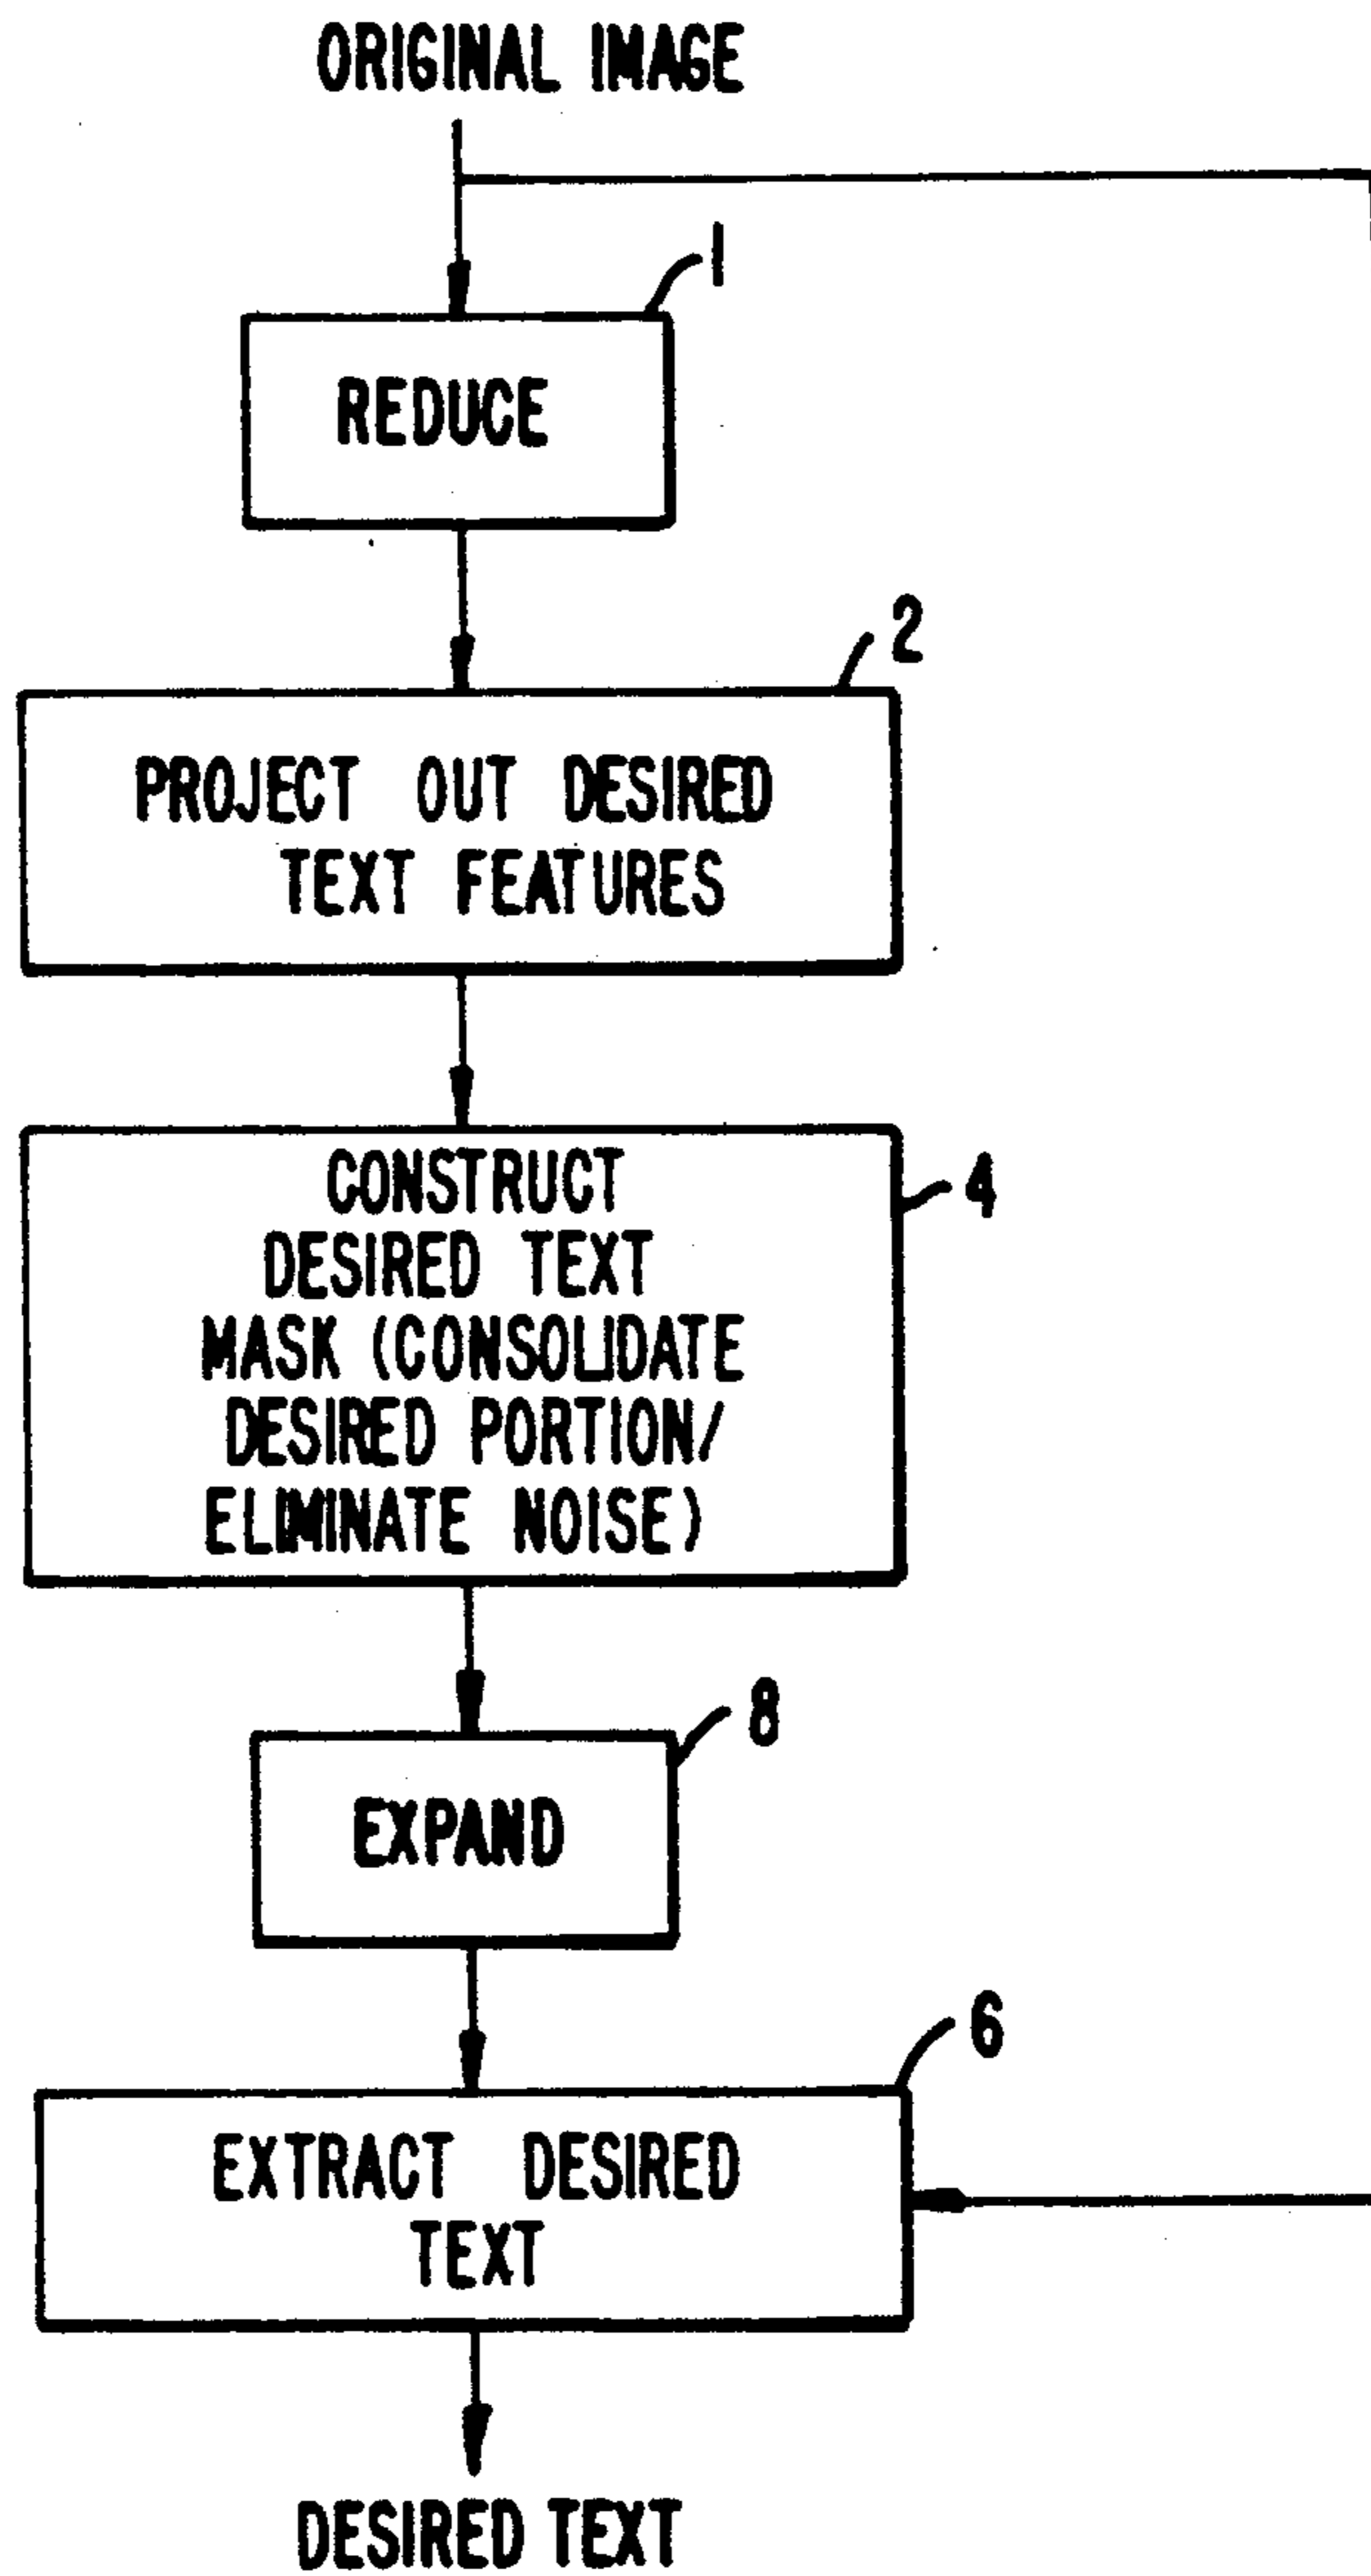 ORIGINAL IMAGE
1
REDUCE
2
PROJECT OUT DESIRED
TEXT FEATURES
4
CONSTRUCT
DESIRED TEXT
MASK (CONSOLIDATE
DESIRED PORTION/
ELIMINATE NOISE)
8
EXPAND
6
EXTRACT DESIRED
TEXT
DESIRED TEXT